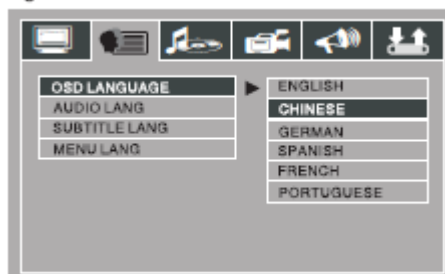 OSD LANGUAGE
AUDIO LANG
SUBTITLE LANG
MENU LANG
ENGLISH
CHINESE
GERMAN
SPANISH
FRENCH
PORTUGUESE